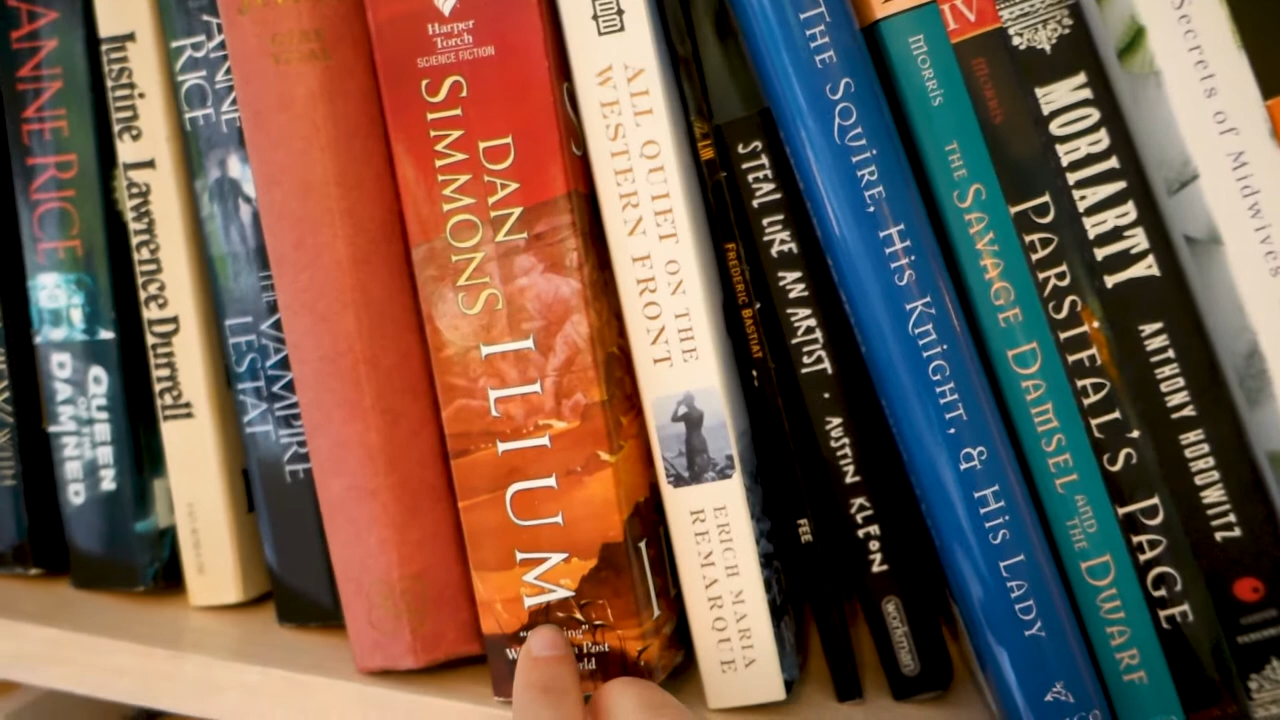 ANNE RICE
QUEEN
OF THE
DAMNED
Justine Lawrence Durrell
ANNE
RICE
THE VAMPIRE
LESTAT
Harper
Torch
SCIENCE FICTION
DAN
SIMMONS
ILIUM
Post
ALL QUIET ON THE
WESTERN FRONT
ERICH MARIA
REMARQUE
FREDERIC BASTIAT
FEE
STEAL LIKE AN ARTIST · AUSTIN KLEON
workman
THE SQUIRE, HIS KNIGHT, & HIS LADY
MORRIS
THE SAVAGE DAMSEL AND THE DWARF
IV
MORRIS
PARSIFAL'S PAGE
MORIARTY
ANTHONY HOROWITZ
Secrets of Midwives